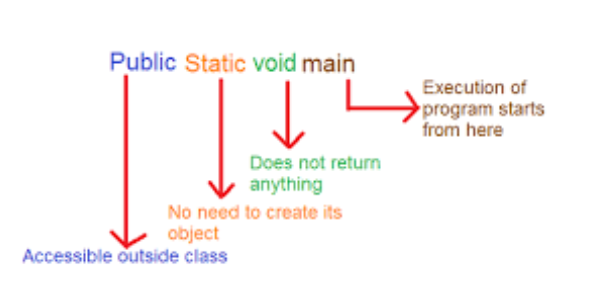 Public Static void main
Execution of
program starts
from here
Does not return
anything
No need to create its
object
Accessible outside class